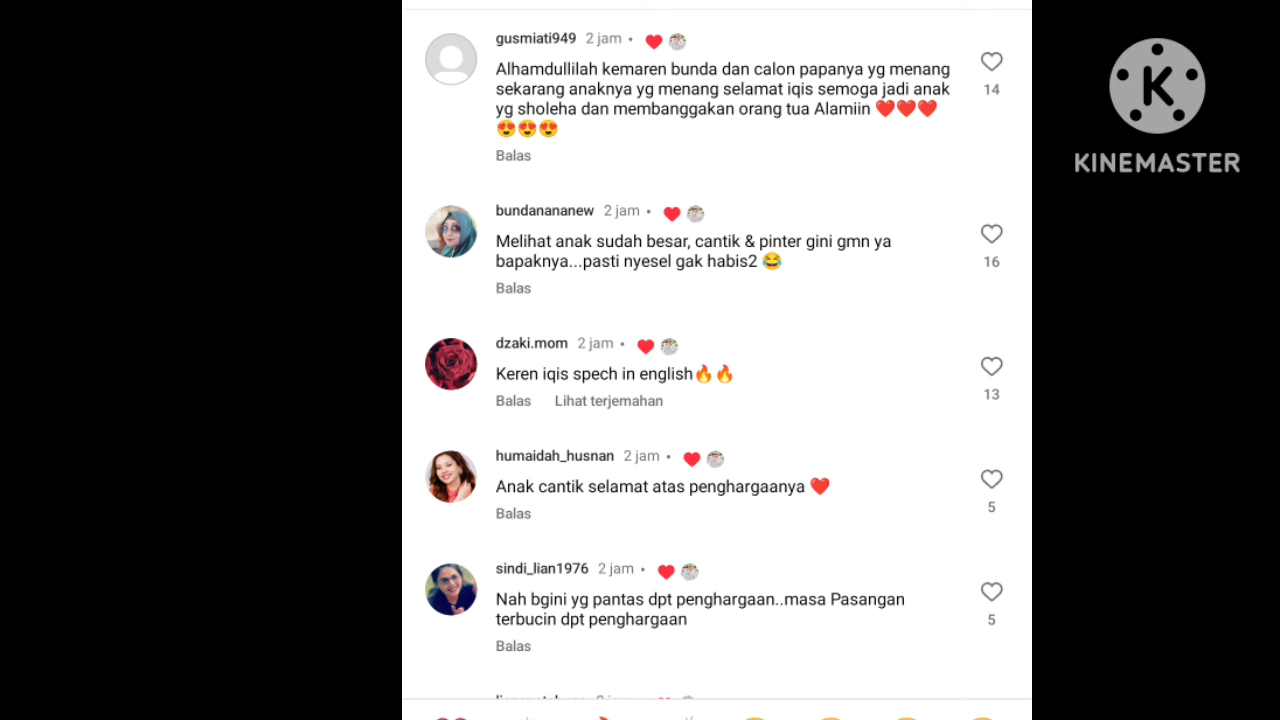 gusmiati949 2 jam •
Alhamdullilah kemaren bunda dan calon papanya yg menang
sekarang anaknya yg menang selamat iqis semoga jadi anak
yg sholeha dan membanggakan orang tua Alamiin ❤️❤️❤️
😍😍😍
14
Balas
bundanananew 2 jam •
Melihat anak sudah besar, cantik & pinter gini gmn ya
bapaknya...pasti nyesel gak habis2 😂
16
Balas
dzaki.mom 2 jam •
Keren iqis spech in english🔥🔥
13
Balas Lihat terjemahan
humaidah_husnan 2 jam •
Anak cantik selamat atas penghargaanya ❤️
5
Balas
sindi_lian1976 2 jam •
Nah bgini yg pantas dpt penghargaan..masa Pasangan
terbucin dpt penghargaan
5
Balas
K
KINEMASTER